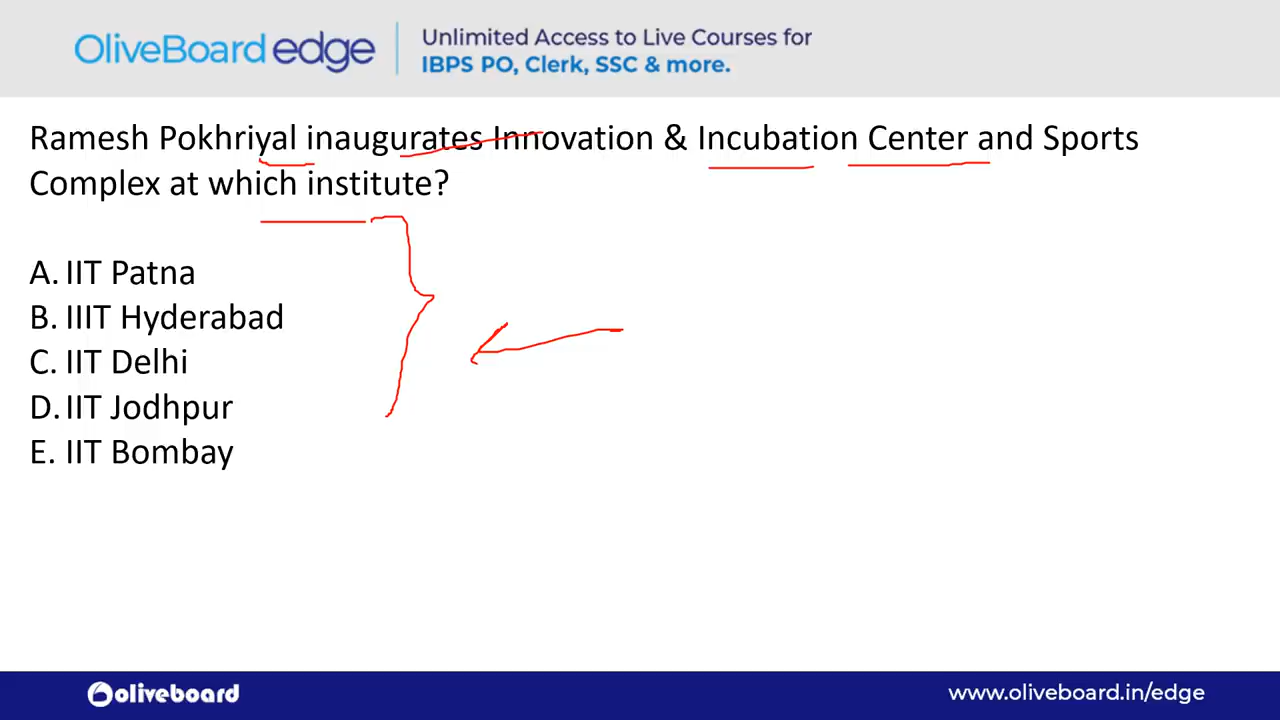 OliveBoard edge
Unlimited Access to Live Courses for
IBPS PO, Clerk, SSC & more.
Ramesh Pokhriyal inaugurates Innovation & Incubation Center and Sports
Complex at which institute?
A. IIT Patna
B. IIIT Hyderabad
C. IIT Delhi
D. IIT Jodhpur
E. IIT Bombay
oliveboard
www.oliveboard.in/edge